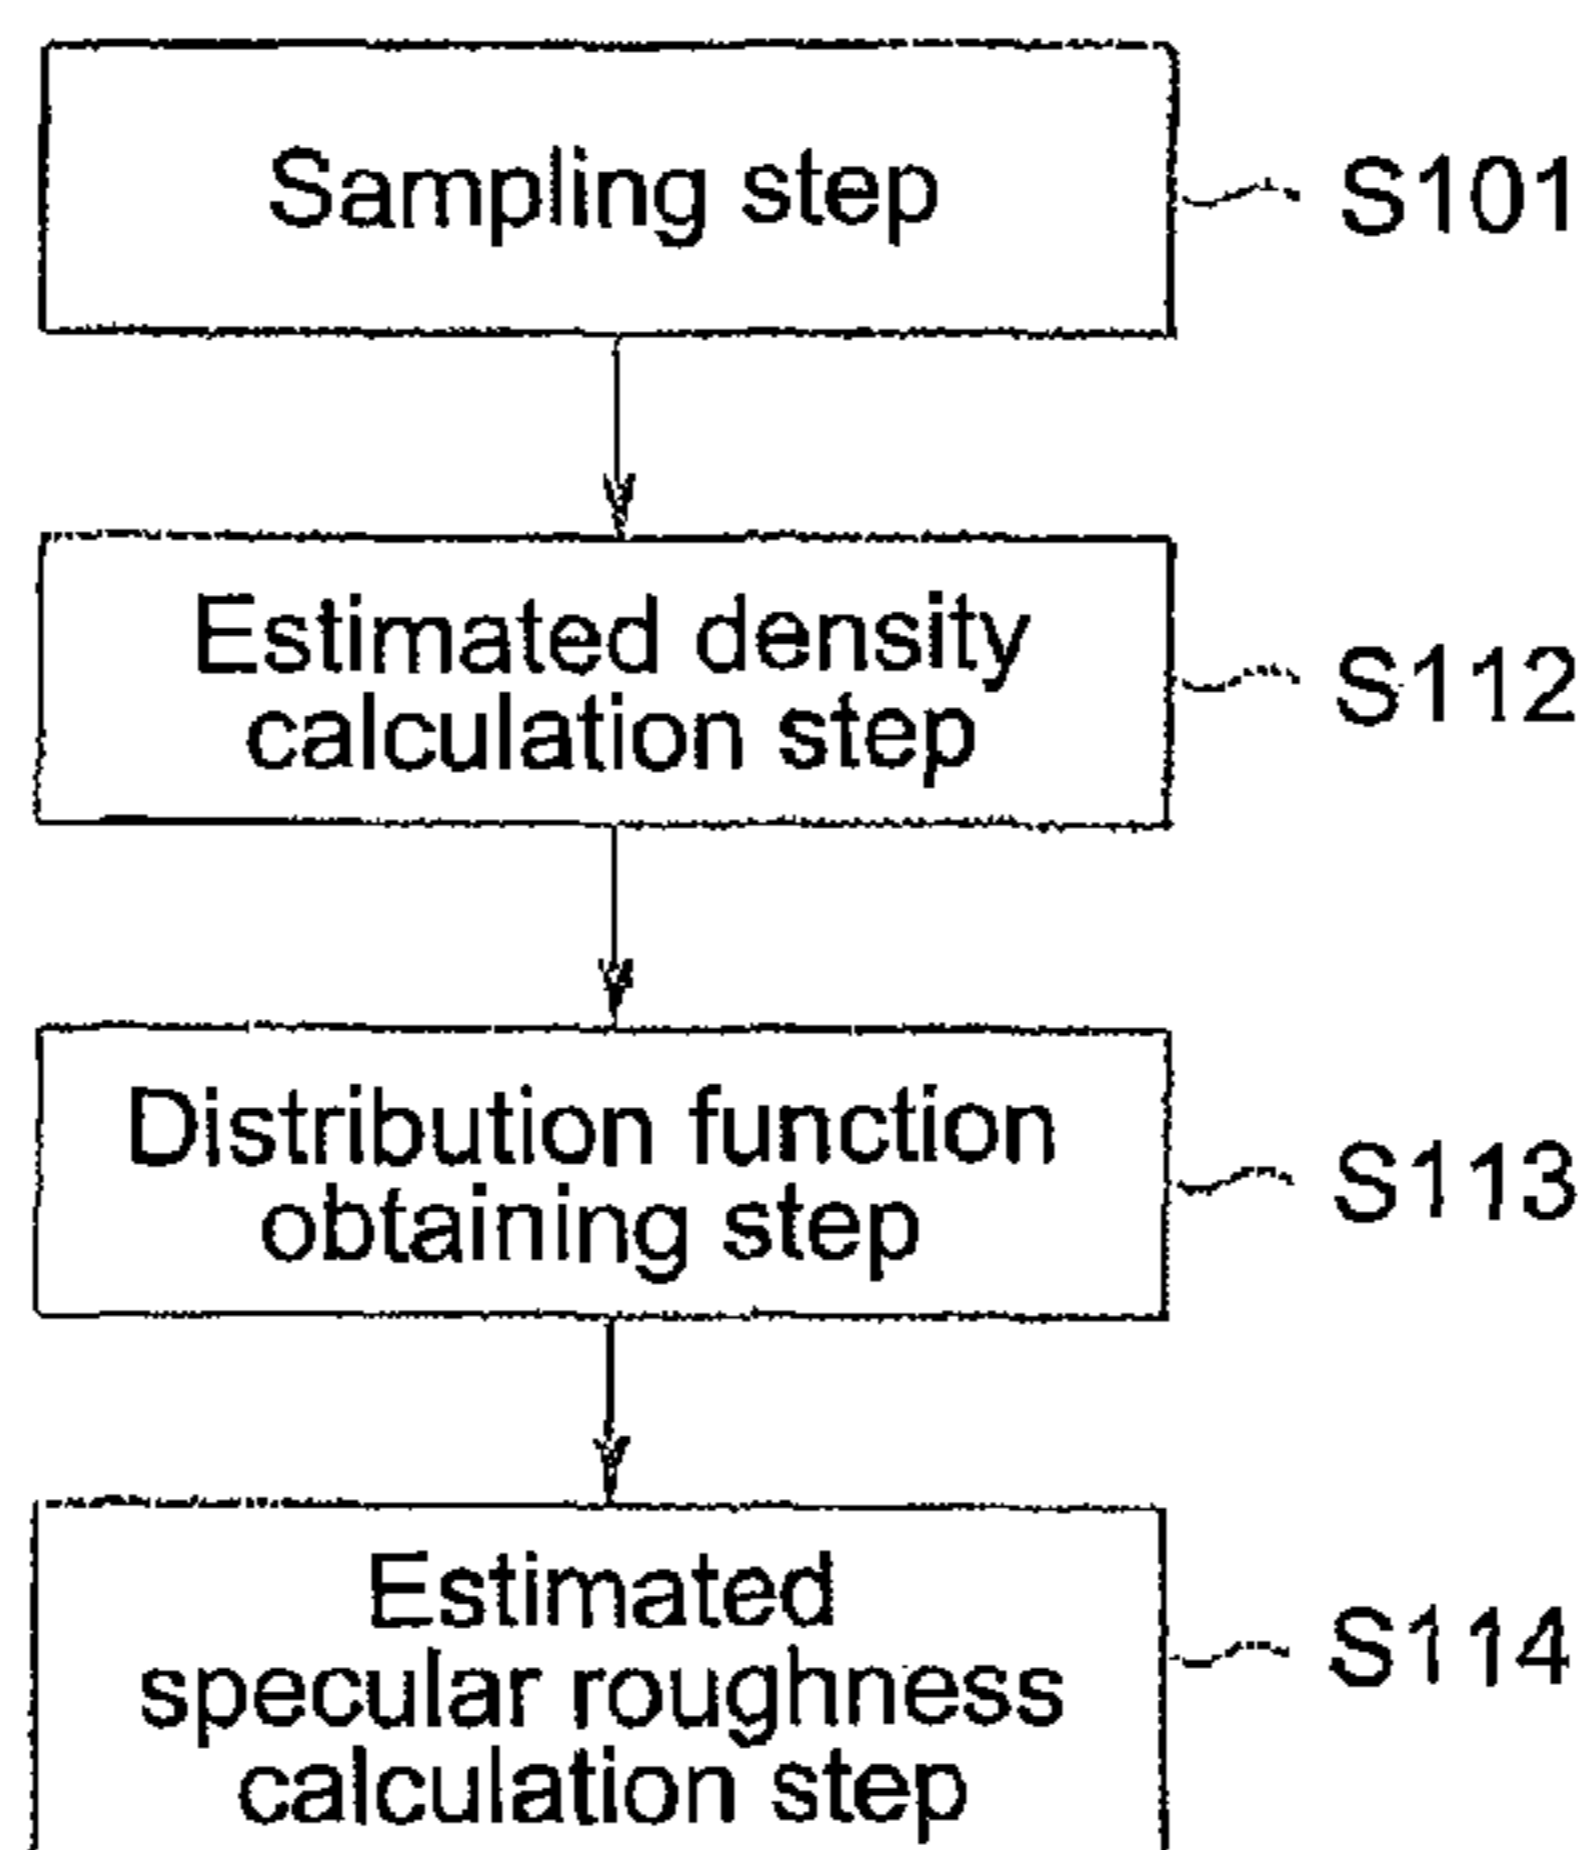 Sampling step
S101
Estimated density
calculation step
S112
Distribution function
obtaining step
S113
Estimated
specular roughness
calculation step
S114